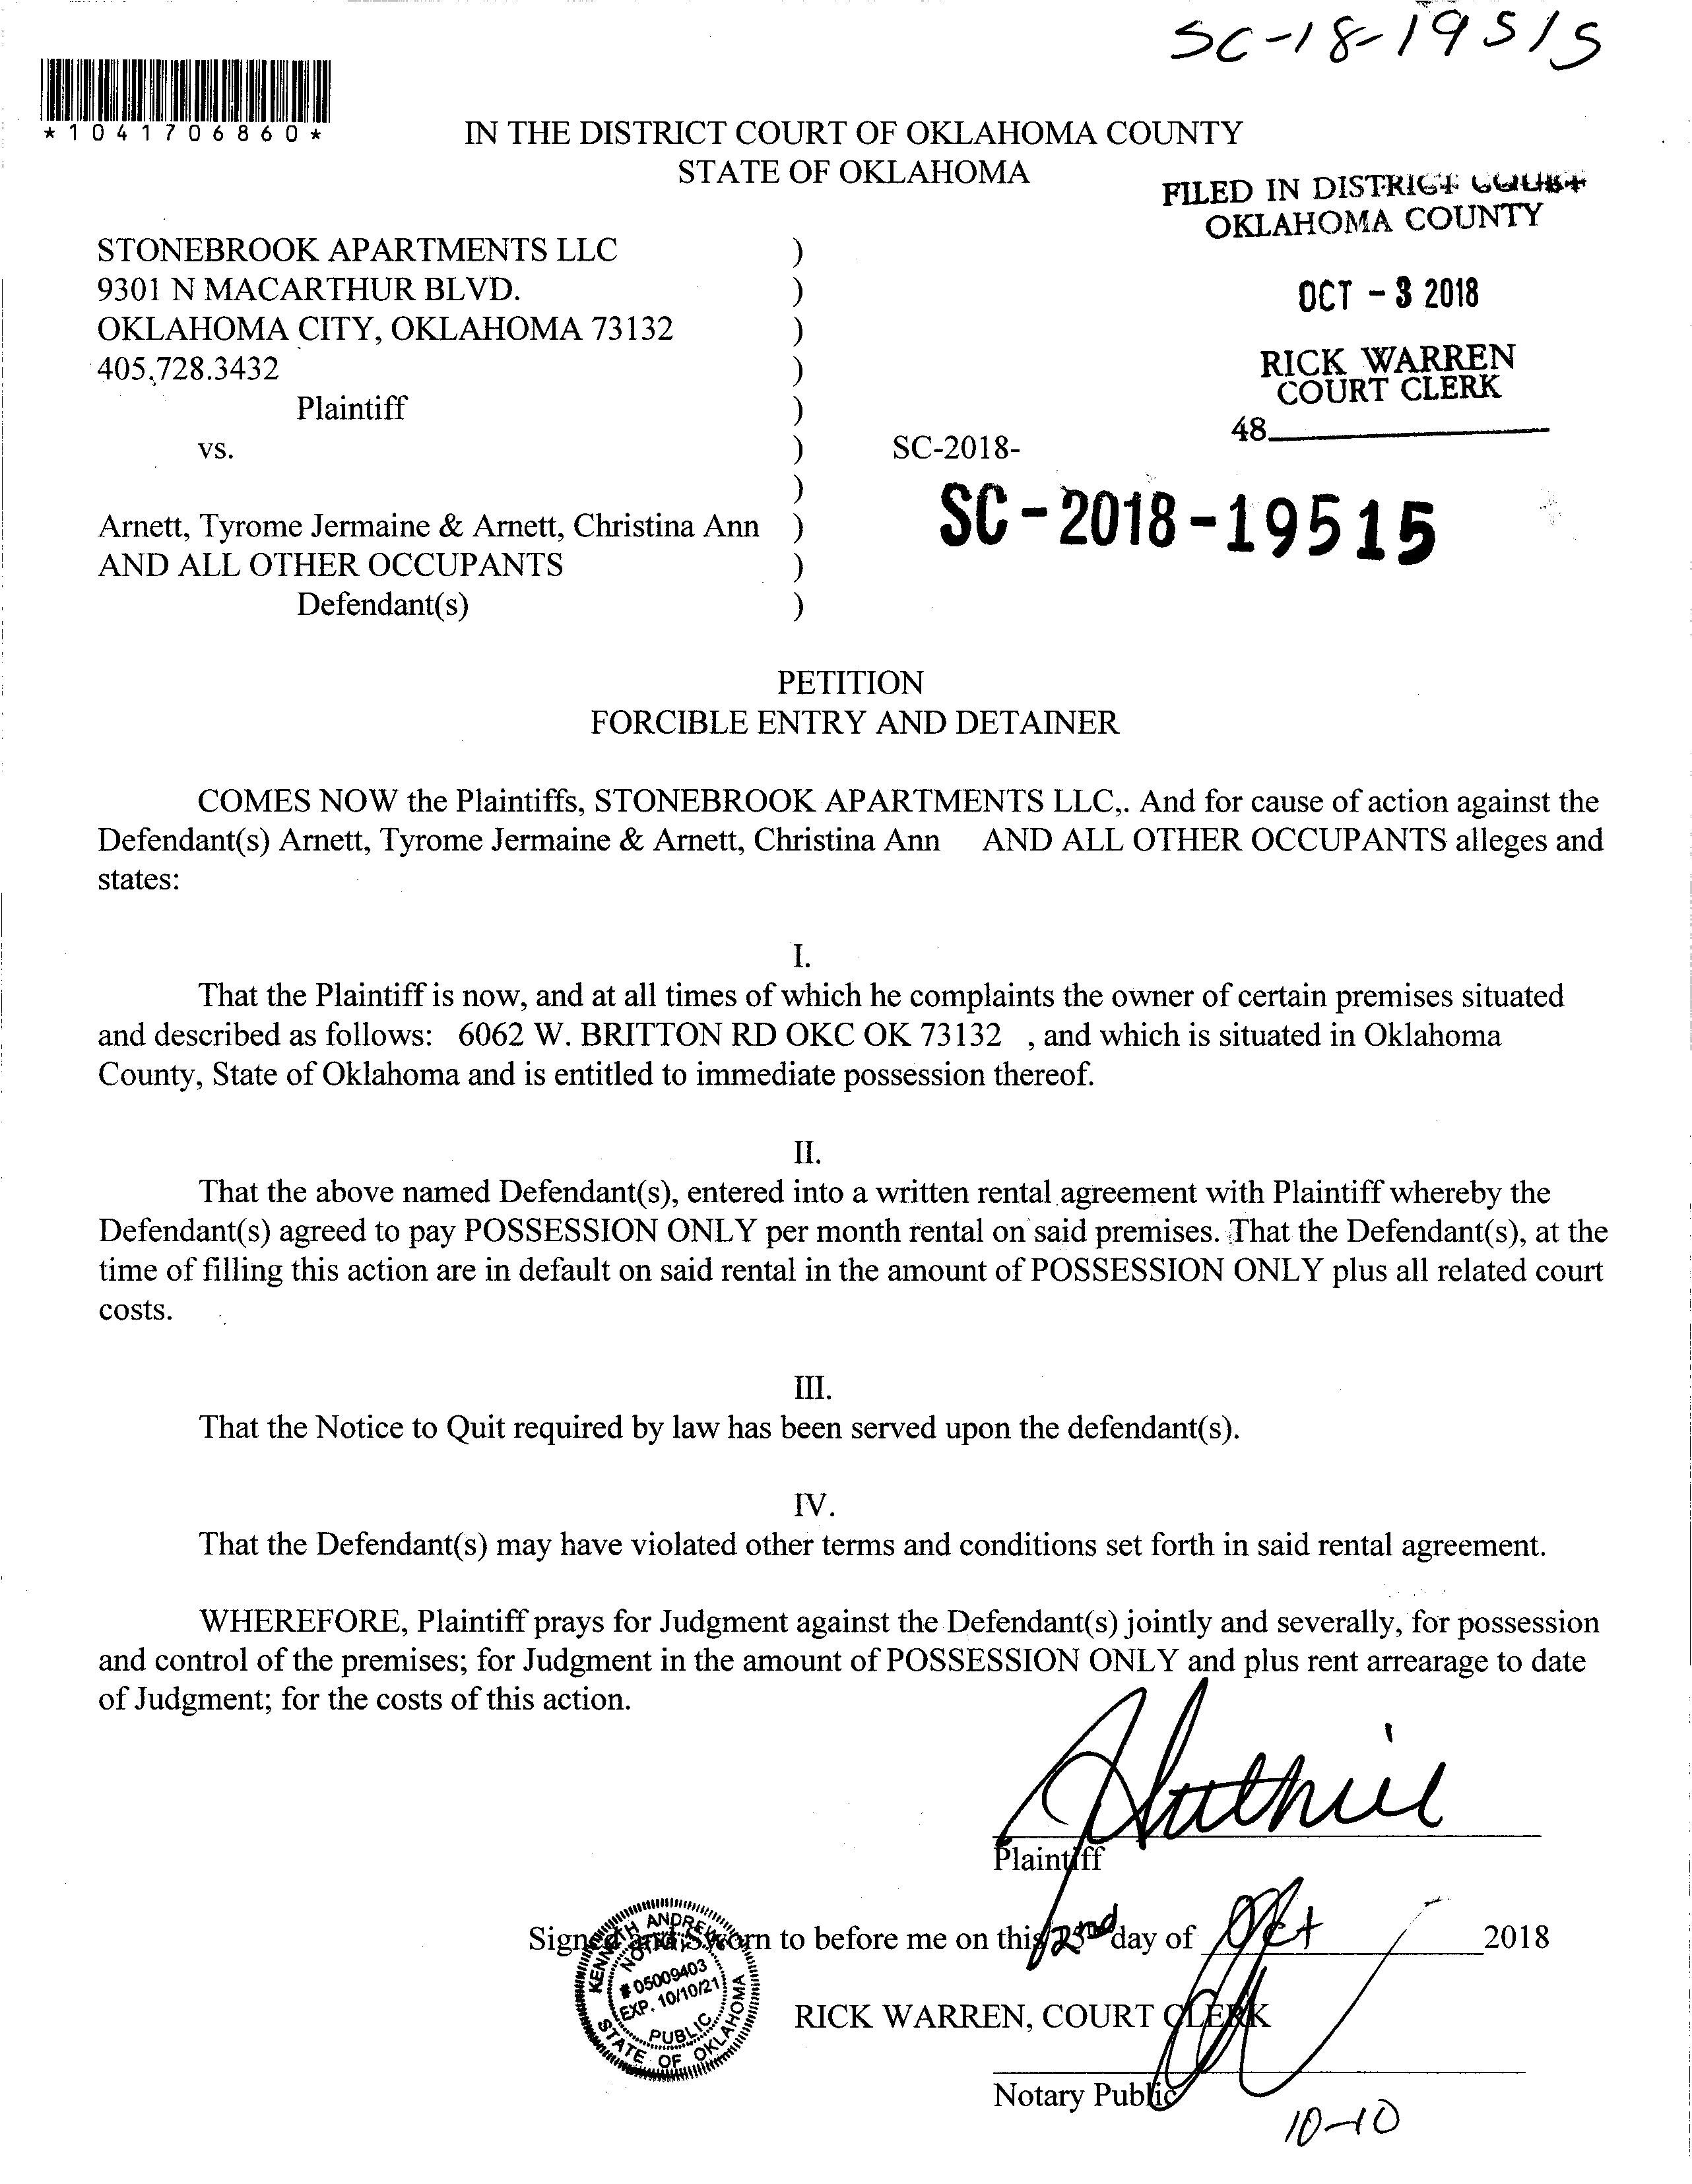 SC-18-19515
*1041706860*
IN THE DISTRICT COURT OF OKLAHOMA COUNTY
STATE OF OKLAHOMA
FILED IN DISTRICT COURT
OKLAHOMA COUNTY
OCT - 3 2018
RICK WARREN
COURT CLERK
48
STONEBROOK APARTMENTS LLC )
9301 N MACARTHUR BLVD. )
OKLAHOMA CITY, OKLAHOMA 73132 )
405.728.3432 )
Plaintiff )
vs. ) SC-2018-
)
SC-2018-19515
Arnett, Tyrome Jermaine & Arnett, Christina Ann )
AND ALL OTHER OCCUPANTS )
Defendant(s) )
PETITION
FORCIBLE ENTRY AND DETAINER
COMES NOW the Plaintiffs, STONEBROOK APARTMENTS LLC,. And for cause of action against the
Defendant(s) Arnett, Tyrome Jermaine & Arnett, Christina Ann AND ALL OTHER OCCUPANTS alleges and
states:
I.
That the Plaintiff is now, and at all times of which he complaints the owner of certain premises situated
and described as follows: 6062 W. BRITTON RD OKC OK 73132 , and which is situated in Oklahoma
County, State of Oklahoma and is entitled to immediate possession thereof.
II.
That the above named Defendant(s), entered into a written rental agreement with Plaintiff whereby the
Defendant(s) agreed to pay POSSESSION ONLY per month rental on said premises. That the Defendant(s), at the
time of filling this action are in default on said rental in the amount of POSSESSION ONLY plus all related court
costs.
III.
That the Notice to Quit required by law has been served upon the defendant(s).
IV.
That the Defendant(s) may have violated other terms and conditions set forth in said rental agreement.
WHEREFORE, Plaintiff prays for Judgment against the Defendant(s) jointly and severally, for possession
and control of the premises; for Judgment in the amount of POSSESSION ONLY and plus rent arrearage to date
of Judgment; for the costs of this action.
Plaintiff
Signed and Sworn to before me on this 2nd day of Oct 2018
KENNETH ANDREW
NOTARY
# 05009403
EXP. 10/10/21
PUBLIC
STATE OF OKLAHOMA
RICK WARREN, COURT CLERK
Notary Public
10-10